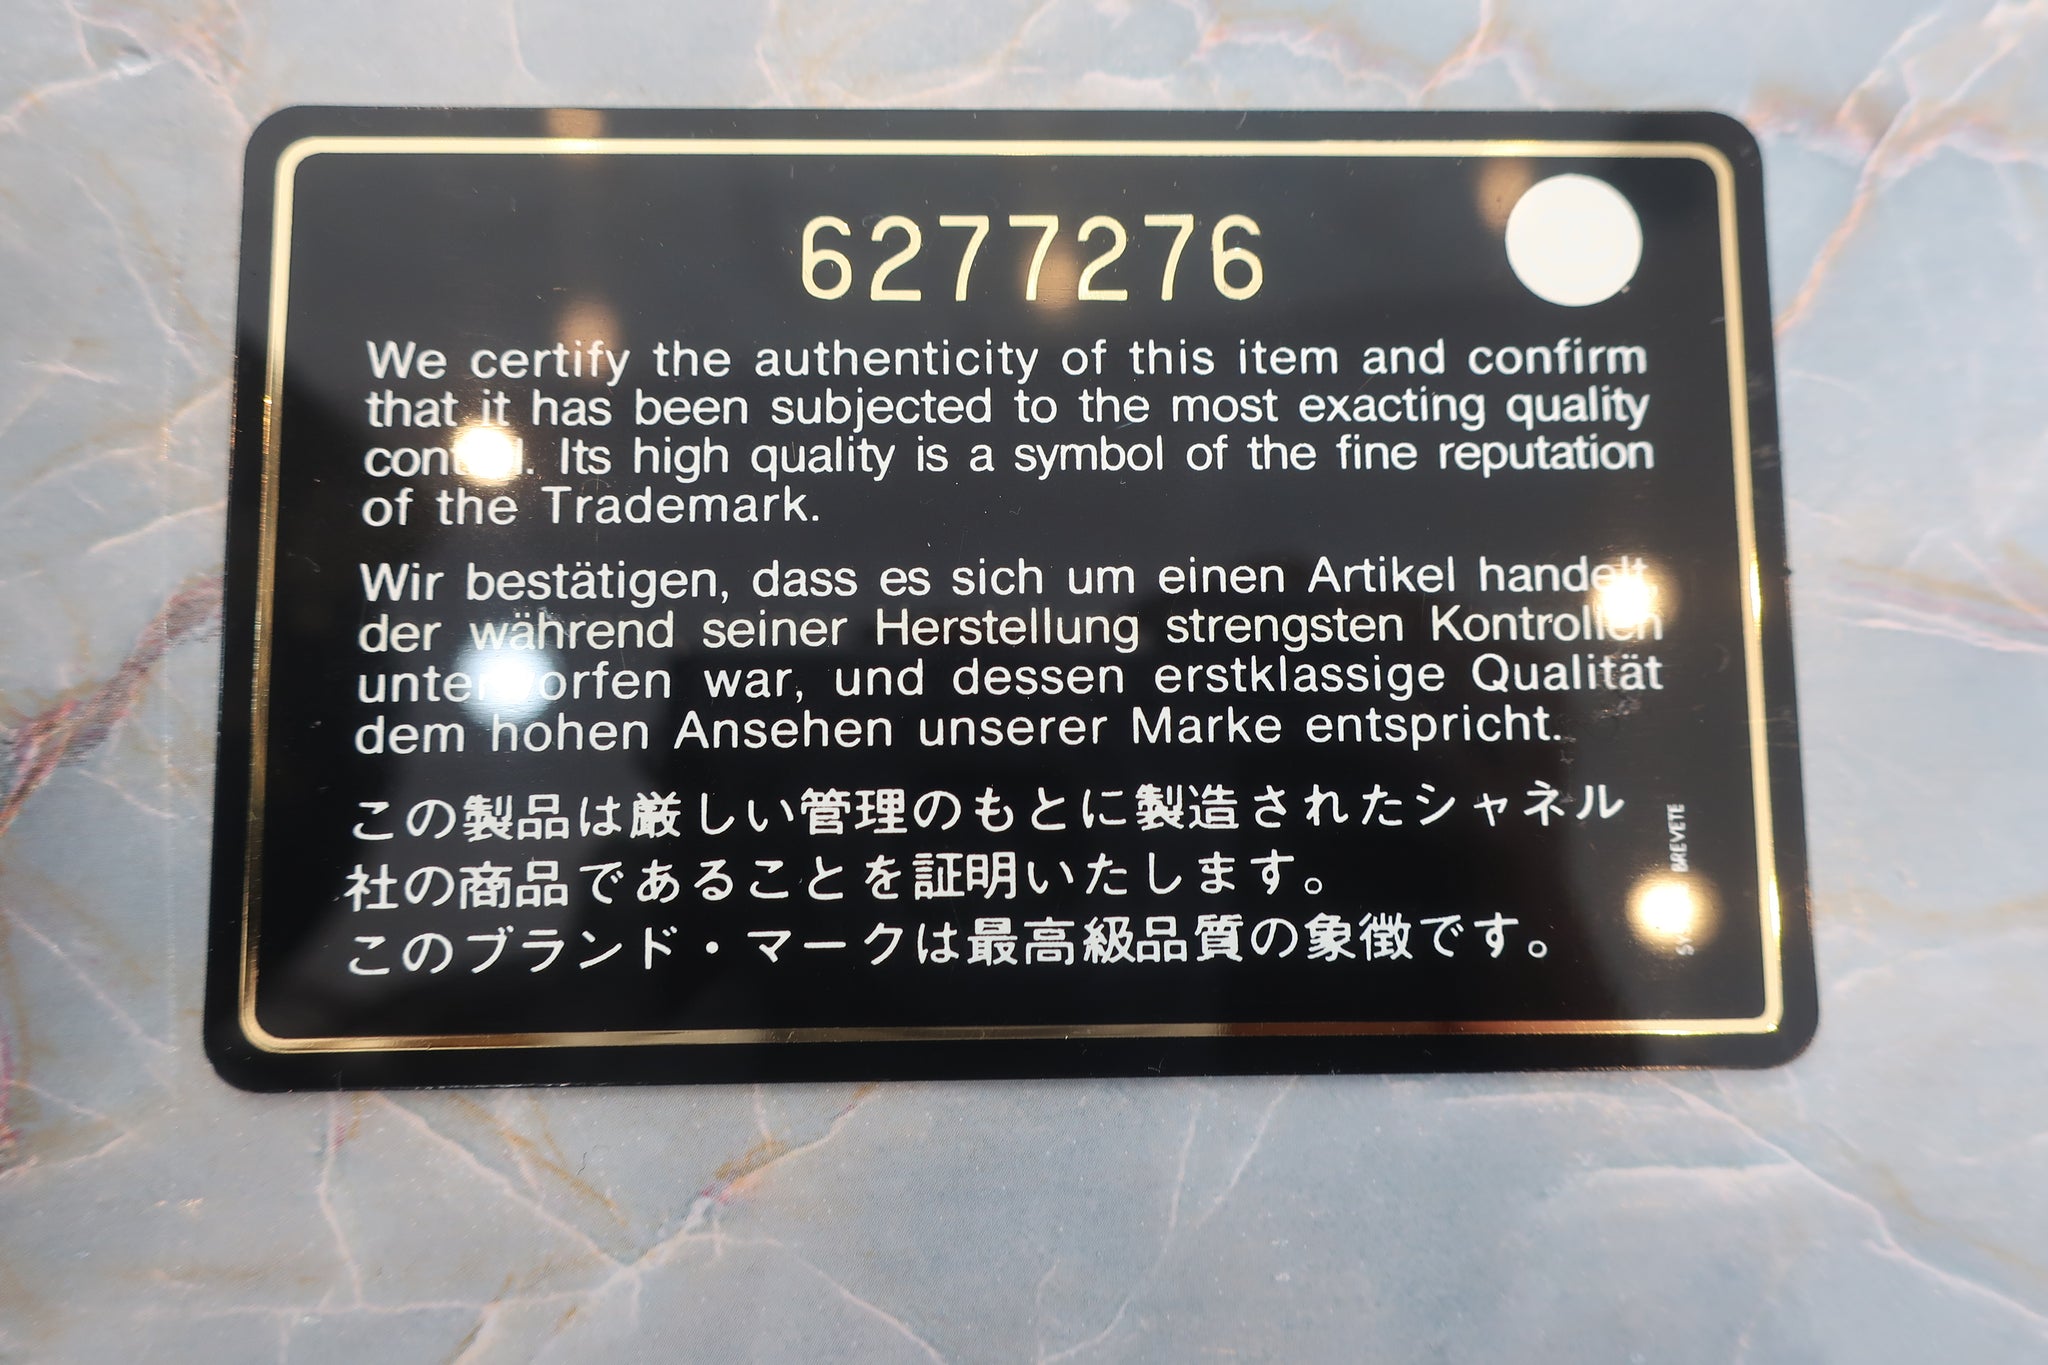 6277276
We certify the authenticity of this item and confirm
that it has been subjected to the most exacting quality
Its high quality is a symbol of the fine reputation
of the Trademark.
Wir bestätigen, dass es sich um einen Artikel handelt,
der während seiner Herstellung strengsten Kontrollen
war, und dessen erstklassige Qualität
dem hohen Ansehen unserer Marke entspricht.
この製品は厳しい管理のもとに製造されたシャネル
社の商品であることを証明いたします。
このブランド・マークは最高級品質の象徴です。
BREVETE